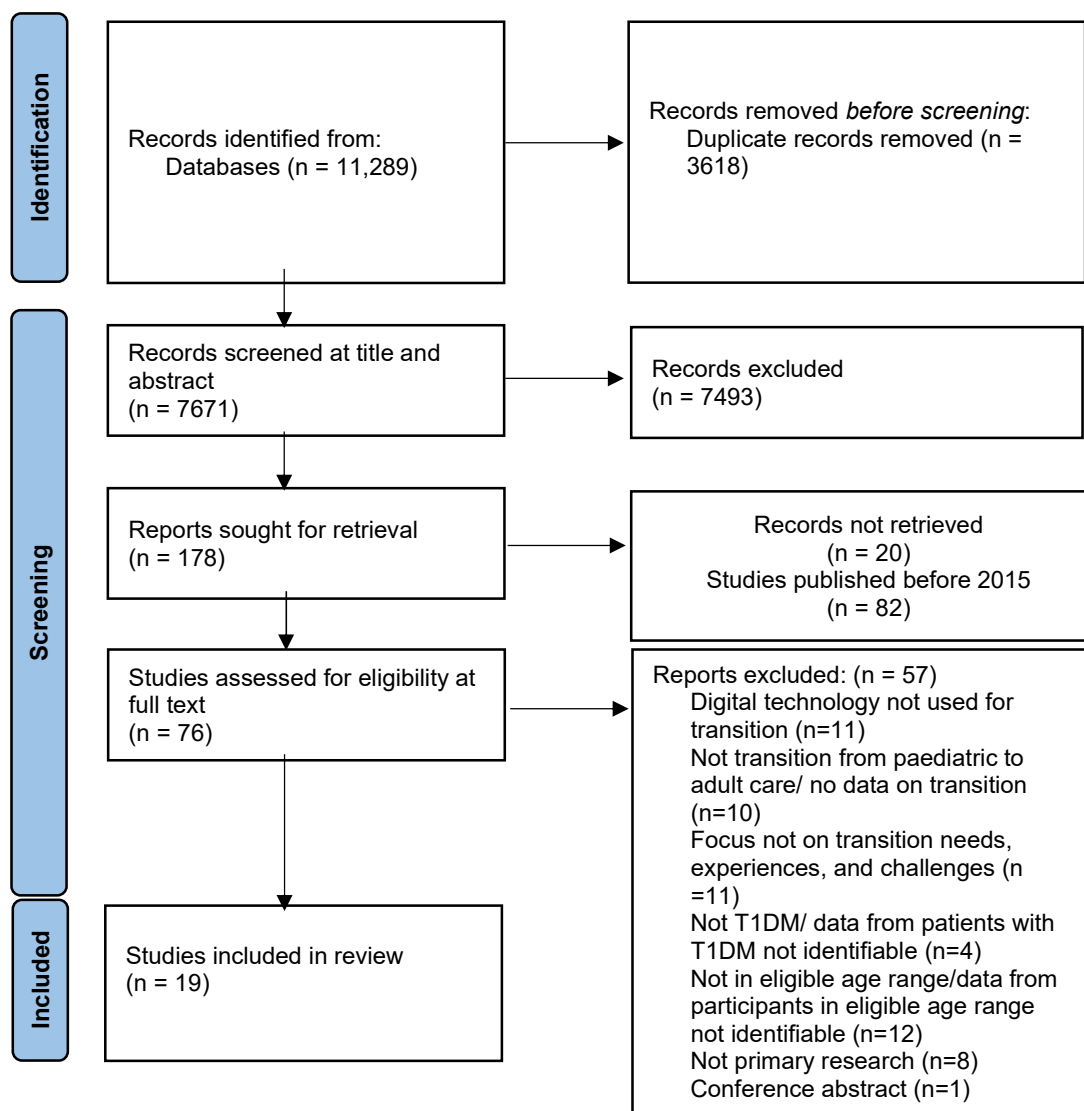 Identification
Records identified from:
Databases (n = 11,289)
Records removed before screening:
Duplicate records removed (n =
3618)
Screening
Records screened at title and
abstract
(n = 7671)
Records excluded
(n = 7493)
Reports sought for retrieval
(n = 178)
Records not retrieved
(n = 20)
Studies published before 2015
(n = 82)
Studies assessed for eligibility at
full text
(n = 76)
Reports excluded: (n = 57)
Digital technology not used for
transition (n=11)
Not transition from paediatric to
adult care/ no data on transition
(n=10)
Focus not on transition needs,
experiences, and challenges (n
=11)
Not T1DM/ data from patients with
T1DM not identifiable (n=4)
Not in eligible age range/data from
participants in eligible age range
not identifiable (n=12)
Not primary research (n=8)
Conference abstract (n=1)
Included
Studies included in review
(n = 19)